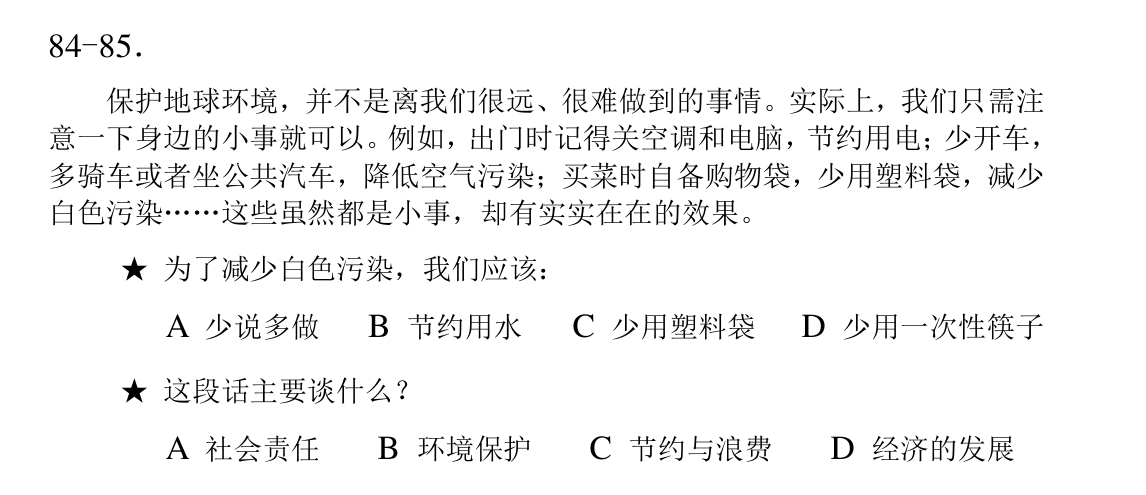 84-85.
保护地球环境，并不是离我们很远、很难做到的事情。实际上，我们只需注
意一下身边的小事就可以。例如，出门时记得关空调和电脑，节约用电；少开车，
多骑车或者坐公共汽车，降低空气污染；买菜时自备购物袋，少用塑料袋，减少
白色污染……这些虽然都是小事，却有实实在在的效果。
★ 为了减少白色污染，我们应该：
A 少说多做 B 节约用水 C 少用塑料袋 D 少用一次性筷子
★ 这段话主要谈什么？
A 社会责任 B 环境保护 C 节约与浪费 D 经济的发展